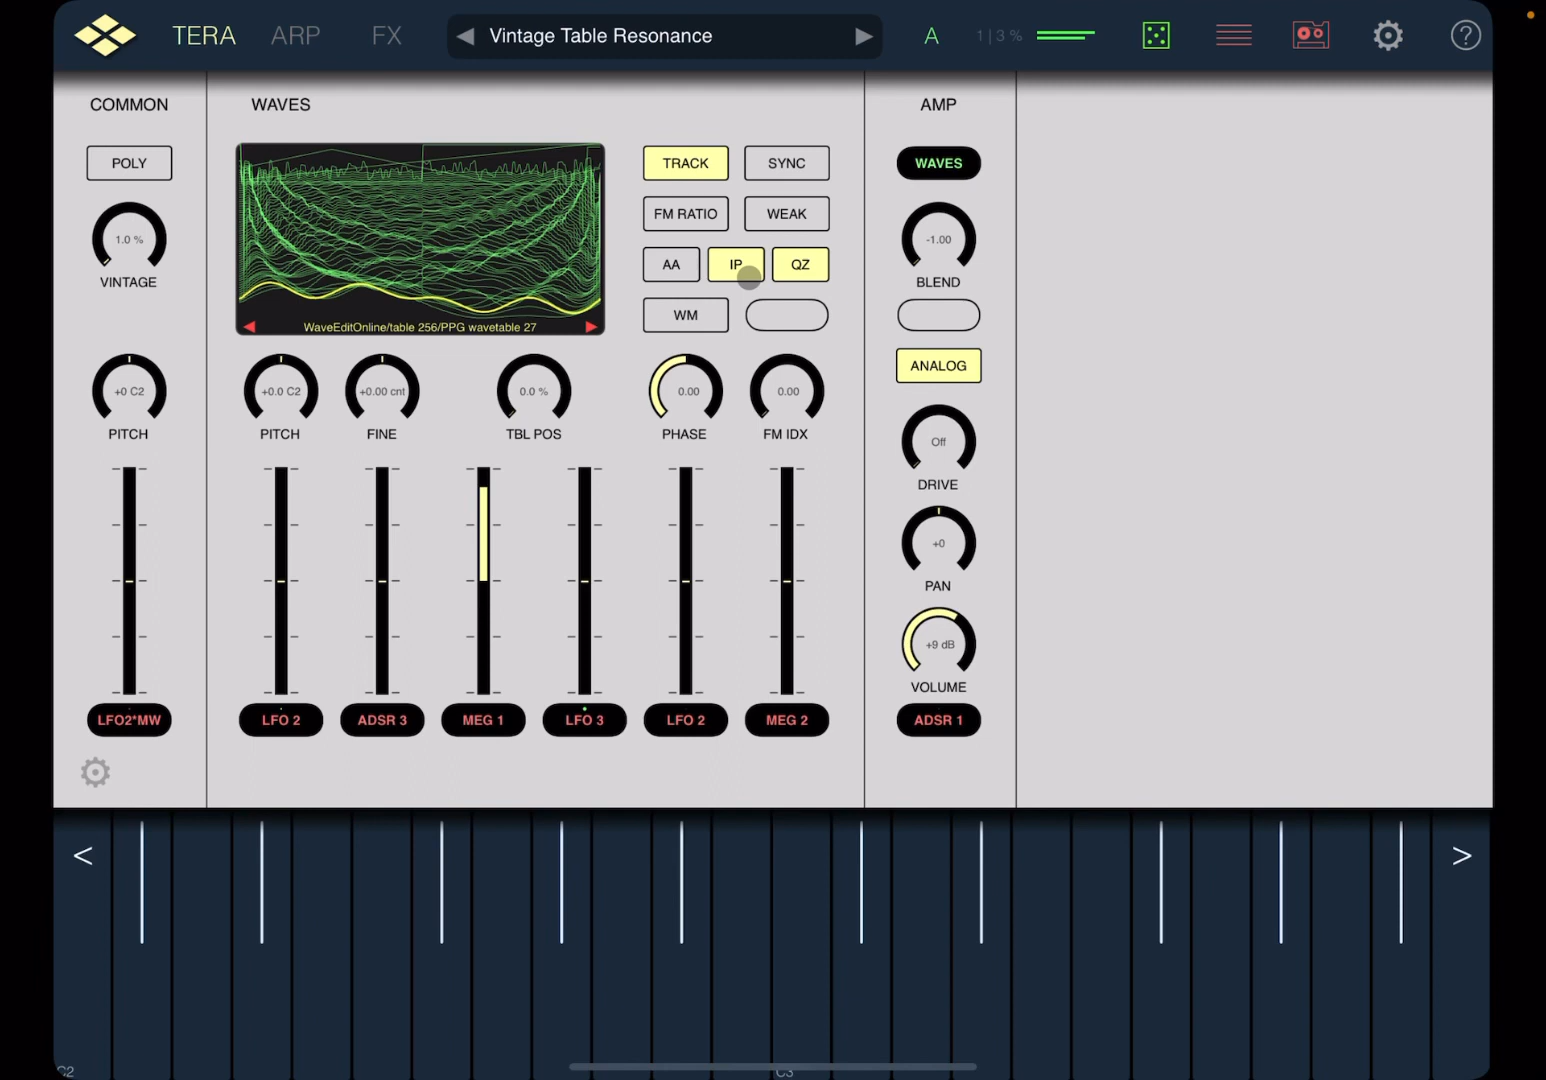 TERA ARP FX Vintage Table Resonance A 1 | 3 % ?
COMMON WAVES AMP
POLY TRACK SYNC WAVES
FM RATIO WEAK
1.0 % -1.00
AA IP QZ
VINTAGE BLEND
WM
WaveEditOnline/table 256/PPG wavetable 27
ANALOG
+0 C2 +0.0 C2 +0.00 cnt 0.0 % 0.00 0.00
PITCH PITCH FINE TBL POS PHASE FM IDX
Off
DRIVE
+0
PAN
+9 dB
VOLUME
LFO2*MW LFO 2 ADSR 3 MEG 1 LFO 3 LFO 2 MEG 2 ADSR 1
< >
C2 C3